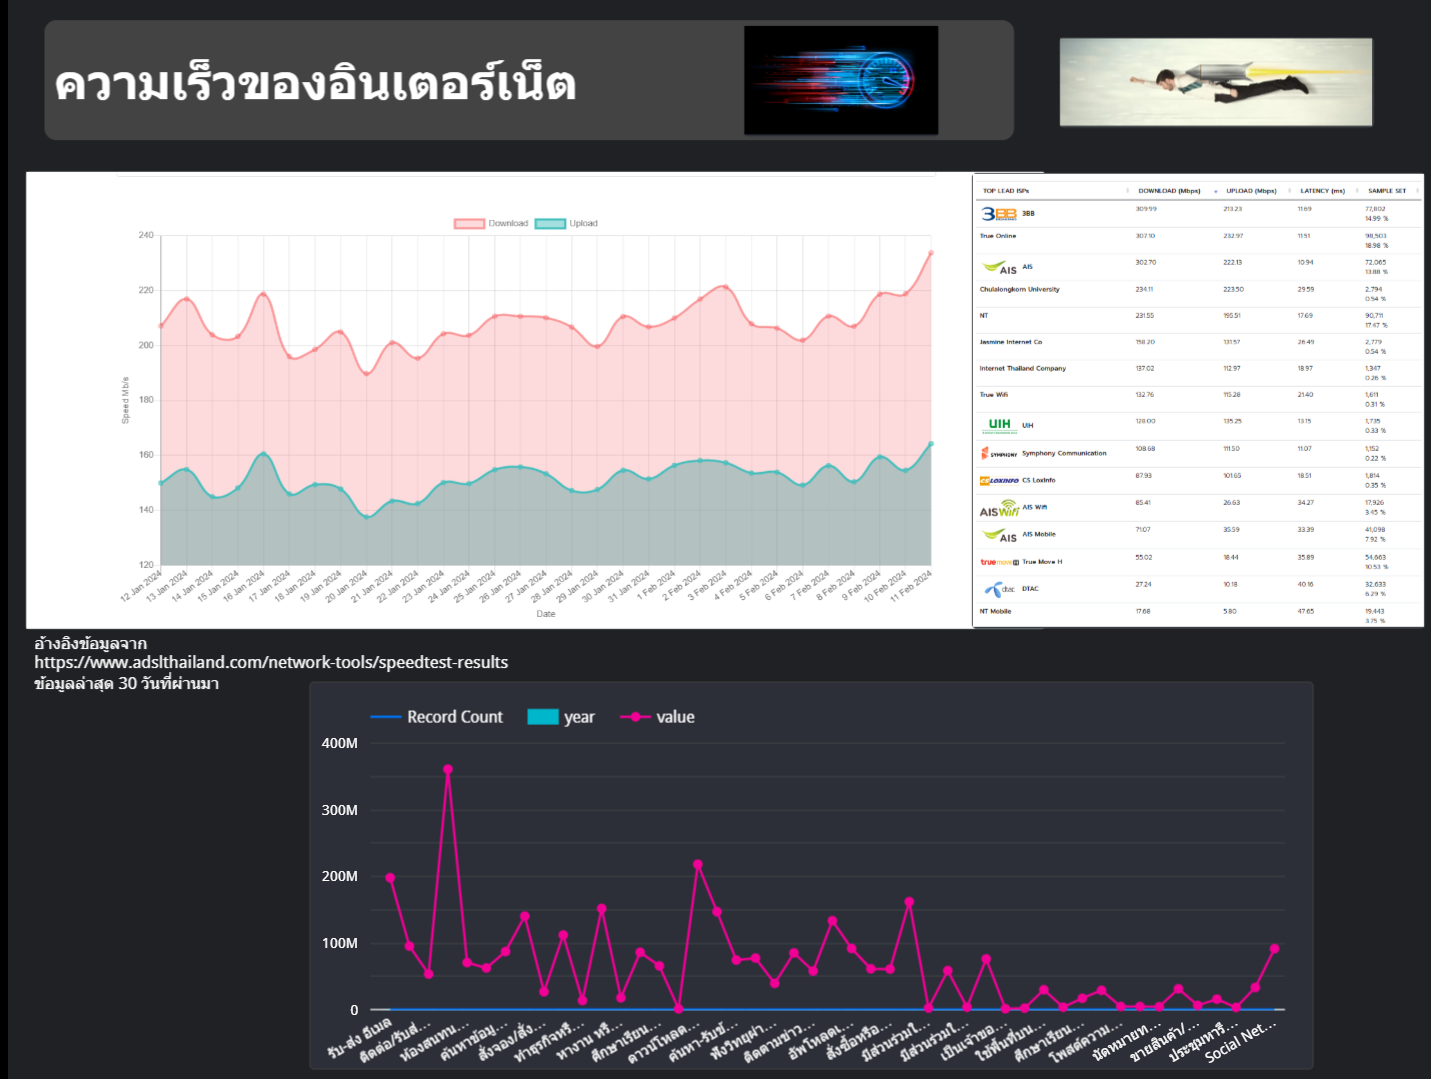 ความเร็วของอินเตอร์เน็ต
Download Upload
240
220
200
180
160
140
120
Speed Mb/s
12 Jan 2024 13 Jan 2024 14 Jan 2024 15 Jan 2024 16 Jan 2024 17 Jan 2024 18 Jan 2024 19 Jan 2024 20 Jan 2024 21 Jan 2024 22 Jan 2024 23 Jan 2024 24 Jan 2024 25 Jan 2024 26 Jan 2024 27 Jan 2024 28 Jan 2024 29 Jan 2024 30 Jan 2024 31 Jan 2024 1 Feb 2024 2 Feb 2024 3 Feb 2024 4 Feb 2024 5 Feb 2024 6 Feb 2024 7 Feb 2024 8 Feb 2024 9 Feb 2024 10 Feb 2024 11 Feb 2024
Date
TOP LEAD ISPs DOWNLOAD (Mbps) UPLOAD (Mbps) LATENCY (ms) SAMPLE SET
3BB 3BB 309.99 213.23 11.69 77,802
14.99 %
True Online 307.10 232.97 11.51 98,503
18.98 %
AIS AIS 302.70 222.13 10.94 72,065
13.88 %
Chulalongkorn University 234.11 223.50 29.59 2,794
0.54 %
NT 231.55 195.51 17.69 90,711
17.47 %
Jasmine Internet Co 158.20 131.57 26.49 2,779
0.54 %
Internet Thailand Company 137.02 112.97 18.97 1,347
0.26 %
True Wifi 132.76 115.28 21.40 1,611
0.31 %
UIH UIH 128.00 135.25 13.15 1,735
0.33 %
SYMPHONY Symphony Communication 108.68 111.50 11.07 1,152
0.22 %
CS LOXINFO CS LoxInfo 87.93 101.65 18.51 1,814
0.35 %
AIS Wifi AIS Wifi 85.41 26.63 34.27 17,926
3.45 %
AIS AIS Mobile 71.07 35.59 33.39 41,098
7.92 %
truemove H True Move H 55.02 18.44 35.89 54,663
10.53 %
dtac DTAC 27.24 10.18 40.16 32,633
6.29 %
NT Mobile 17.68 5.80 47.65 19,443
3.75 %
อ้างอิงข้อมูลจาก
https://www.adslthailand.com/network-tools/speedtest-results
ข้อมูลล่าสุด 30 วันที่ผ่านมา
Record Count year value
400M
300M
200M
100M
0
รับ-ส่ง อีเมล ติดต่อ/รับส่... ห้องสนทน... ค้นหาข้อมู... สั่งจอง/สั่ง... ทำธุรกิจหรื... หางาน หรื... ศึกษาเรียน... ดาวน์โหลด... ค้นหา-รับข้... ฟังวิทยุผ่า... ติดตามข่าว... อัพโหลดเ... สั่งซื้อหรือ... มีส่วนร่วมใ... มีส่วนร่วมใ... เป็นเจ้าขอ... ใช้พื้นที่บน... ศึกษาเรียน... โพสต์ความ... นัดหมายท... ขายสินค้า/... ประชุมทารื... Social Net...